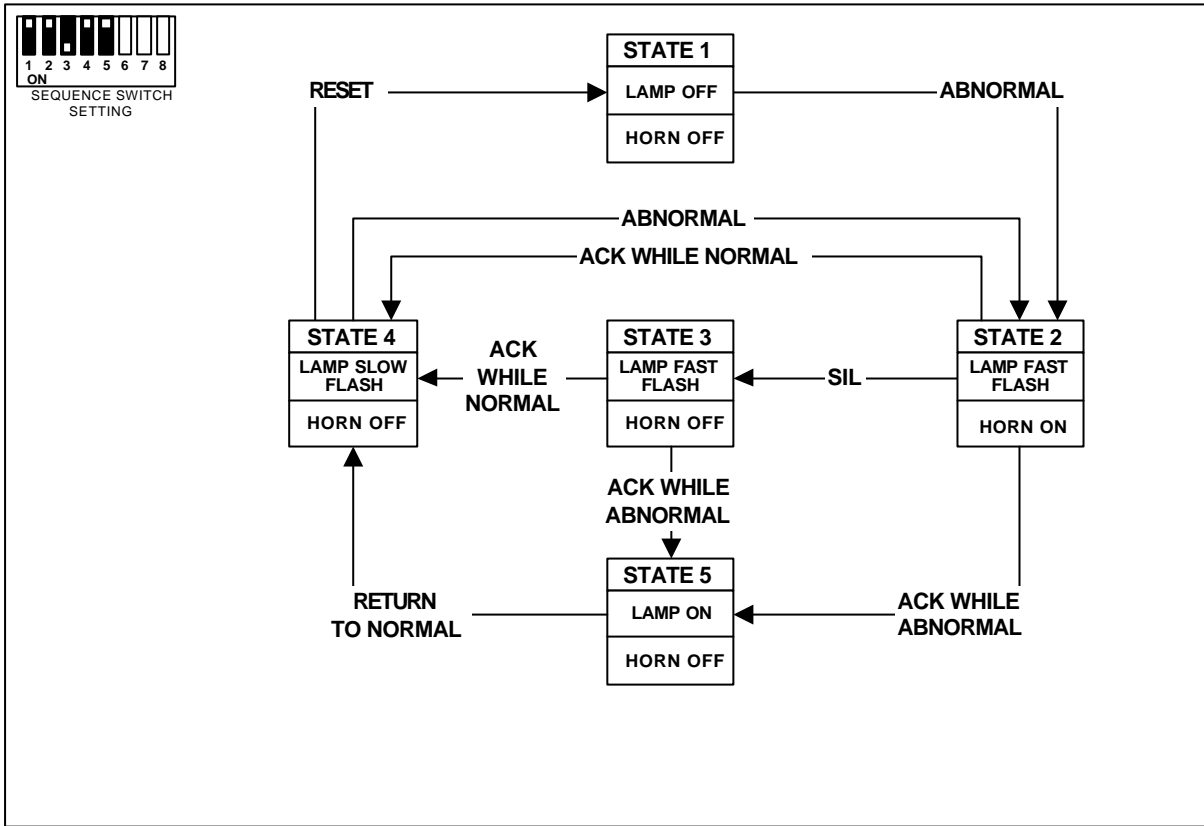 1 2 3 4 5 6 7 8
ON
SEQUENCE SWITCH
SETTING
STATE 1
LAMP OFF
HORN OFF
RESET
ABNORMAL
ABNORMAL
ACK WHILE NORMAL
STATE 4
LAMP SLOW
FLASH
HORN OFF
ACK
WHILE
NORMAL
STATE 3
LAMP FAST
FLASH
HORN OFF
SIL
STATE 2
LAMP FAST
FLASH
HORN ON
ACK WHILE
ABNORMAL
STATE 5
LAMP ON
HORN OFF
RETURN
TO NORMAL
ACK WHILE
ABNORMAL